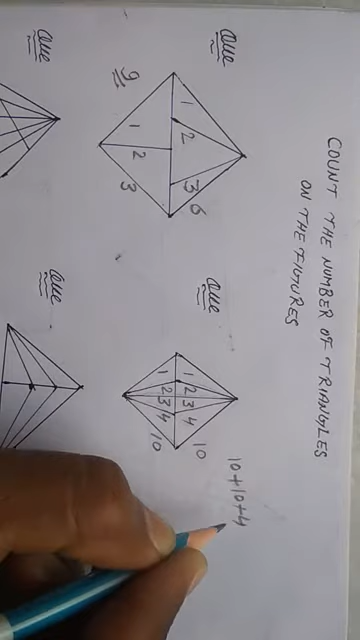 COUNT THE NUMBER OF TRIANGLES
ON THE FIGURES
Que
1
2
3 6
1
2
3
9
Que
1 2 3 4 10
1 2 3 4 10
10+10+4
Que
Que